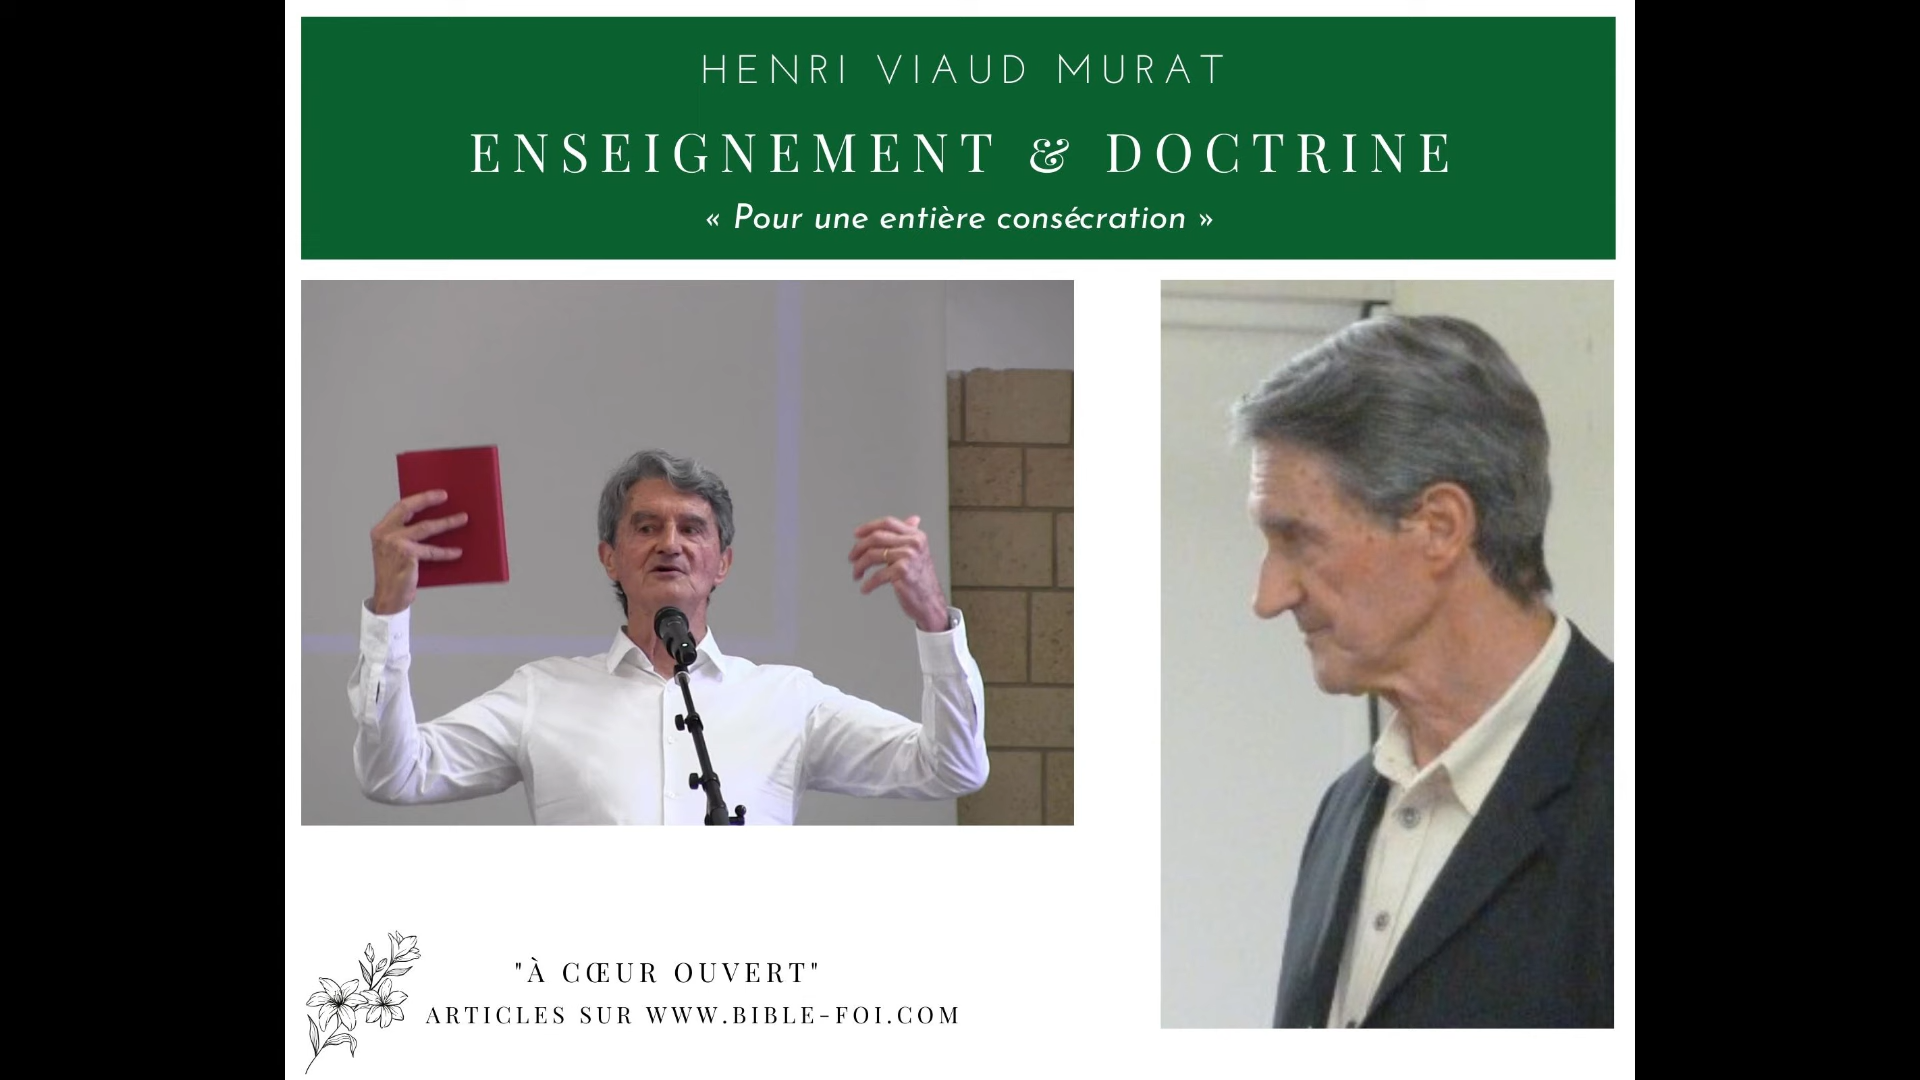 HENRI VIAUD MURAT
ENSEIGNEMENT & DOCTRINE
« Pour une entière consécration »
"À CŒUR OUVERT"
ARTICLES SUR WWW.BIBLE-FOI.COM